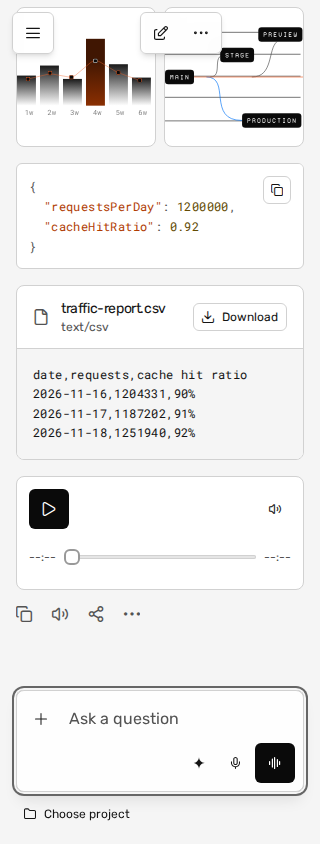 1w 2w 3w 4w 5w 6w
PREVIEW
STAGE
MAIN
PRODUCTION
{
"requestsPerDay": 1200000,
"cacheHitRatio": 0.92
}
traffic-report.csv
text/csv
Download
date,requests,cache hit ratio
2026-11-16,1204331,90%
2026-11-17,1187202,91%
2026-11-18,1251940,92%
--:--
--:--
Ask a question
Choose project